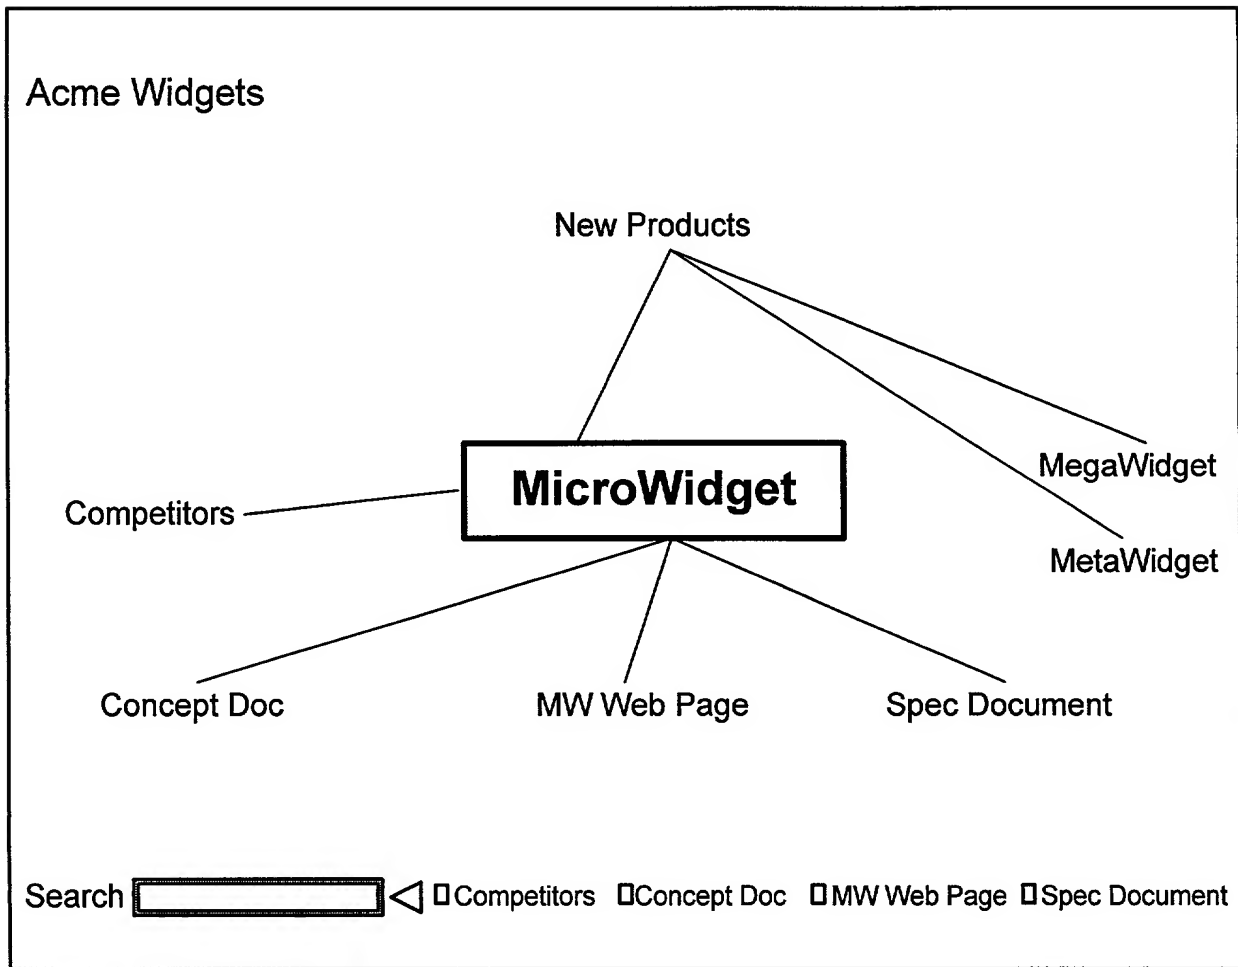 Acme Widgets
New Products
MegaWidget
MicroWidget
Competitors
MetaWidget
Concept Doc MW Web Page Spec Document
Search Competitors Concept Doc MW Web Page Spec Document